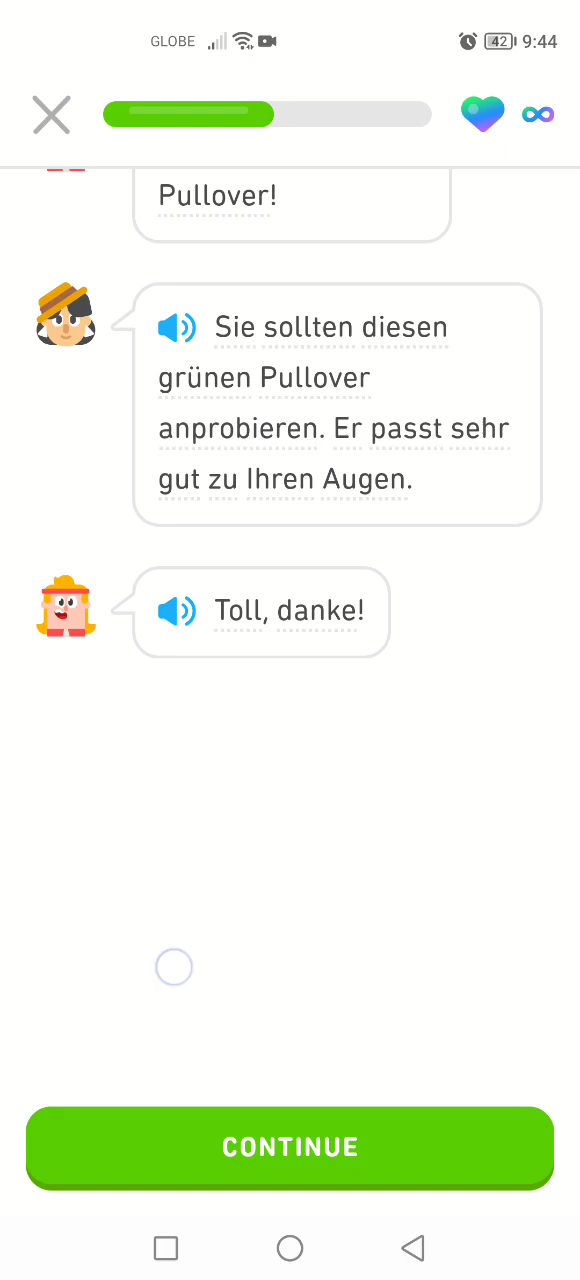 GLOBE 42 9:44
Pullover!
Sie sollten diesen
grünen Pullover
anprobieren. Er passt sehr
gut zu Ihren Augen.
Toll, danke!
CONTINUE